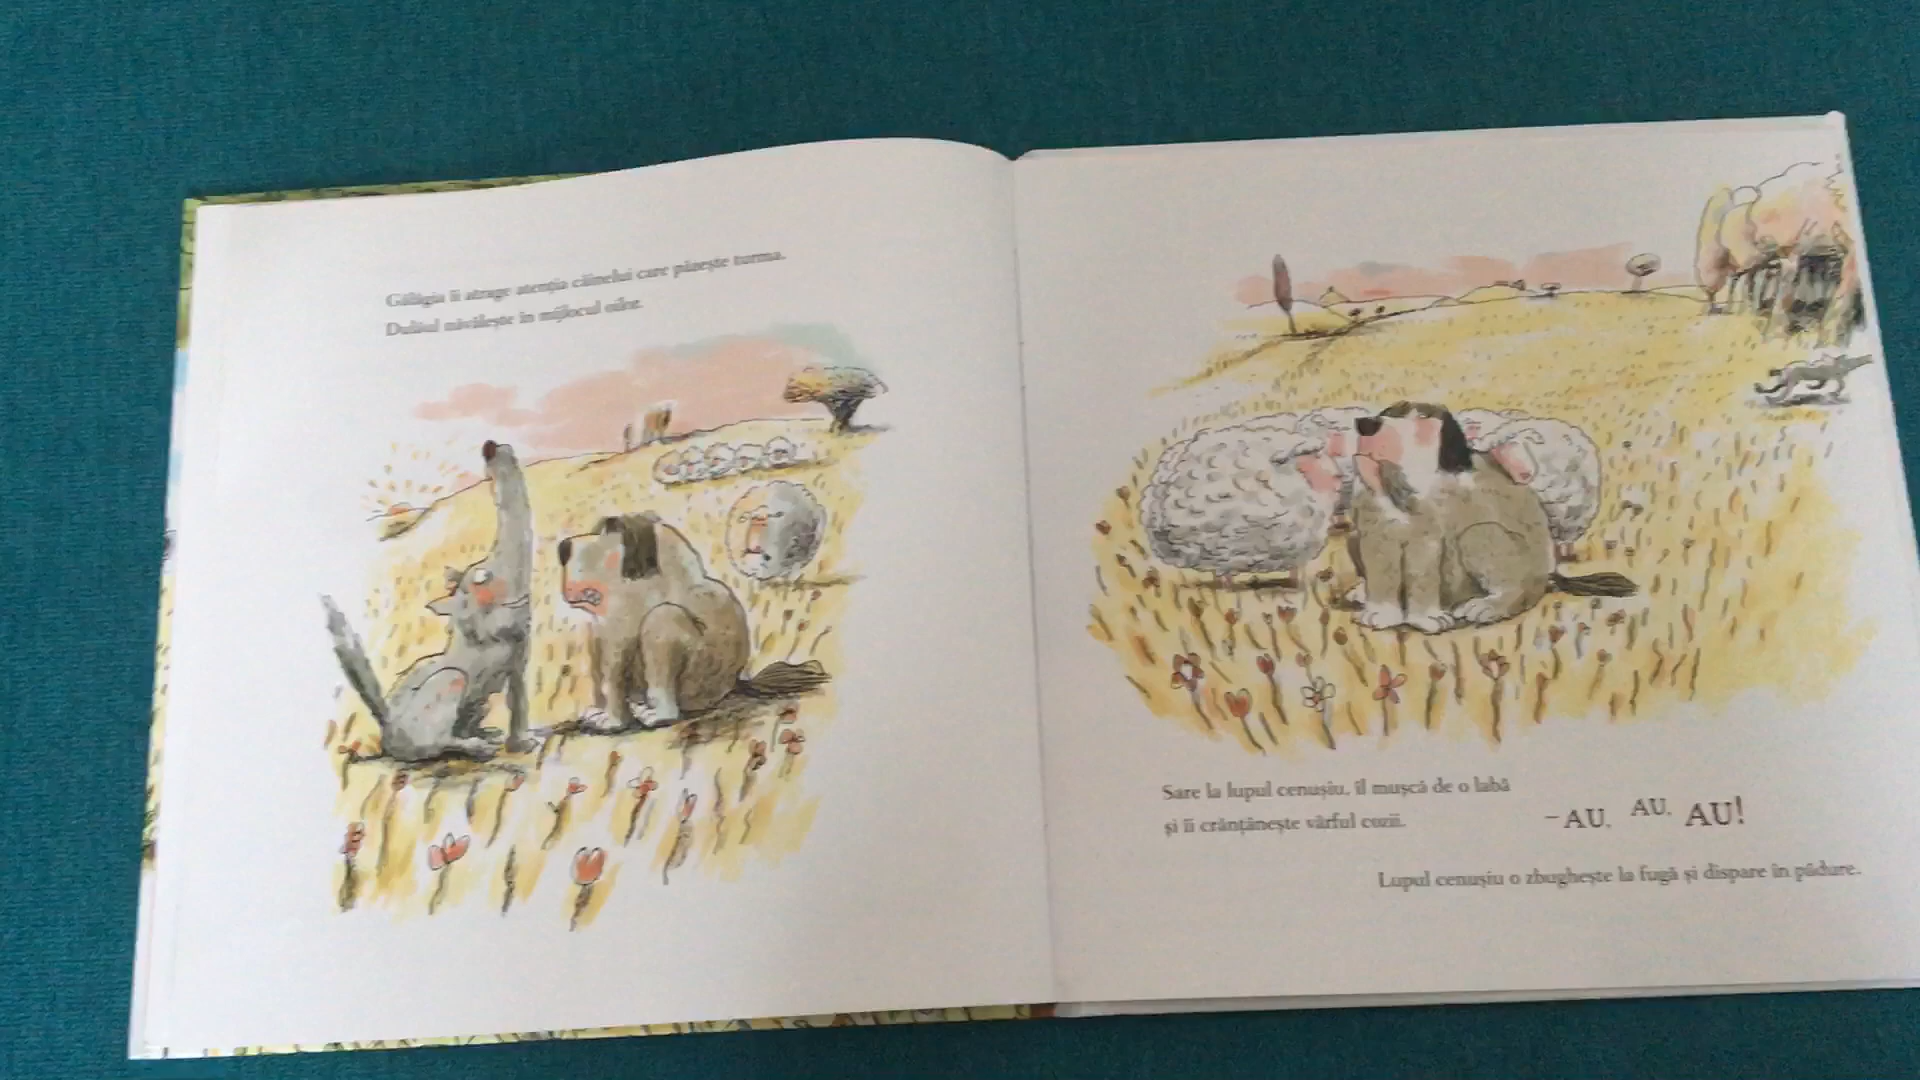 Gălăgia îi atrage atenția câinelui care păzește turma.
Dulăul năvălește în mijlocul oilor.
Sare la lupul cenușiu, îl mușcă de o labă
și îi crănțănește vârful cozii.
– AU, AU, AU!
Lupul cenușiu o zbughește la fugă și dispare în pădure.